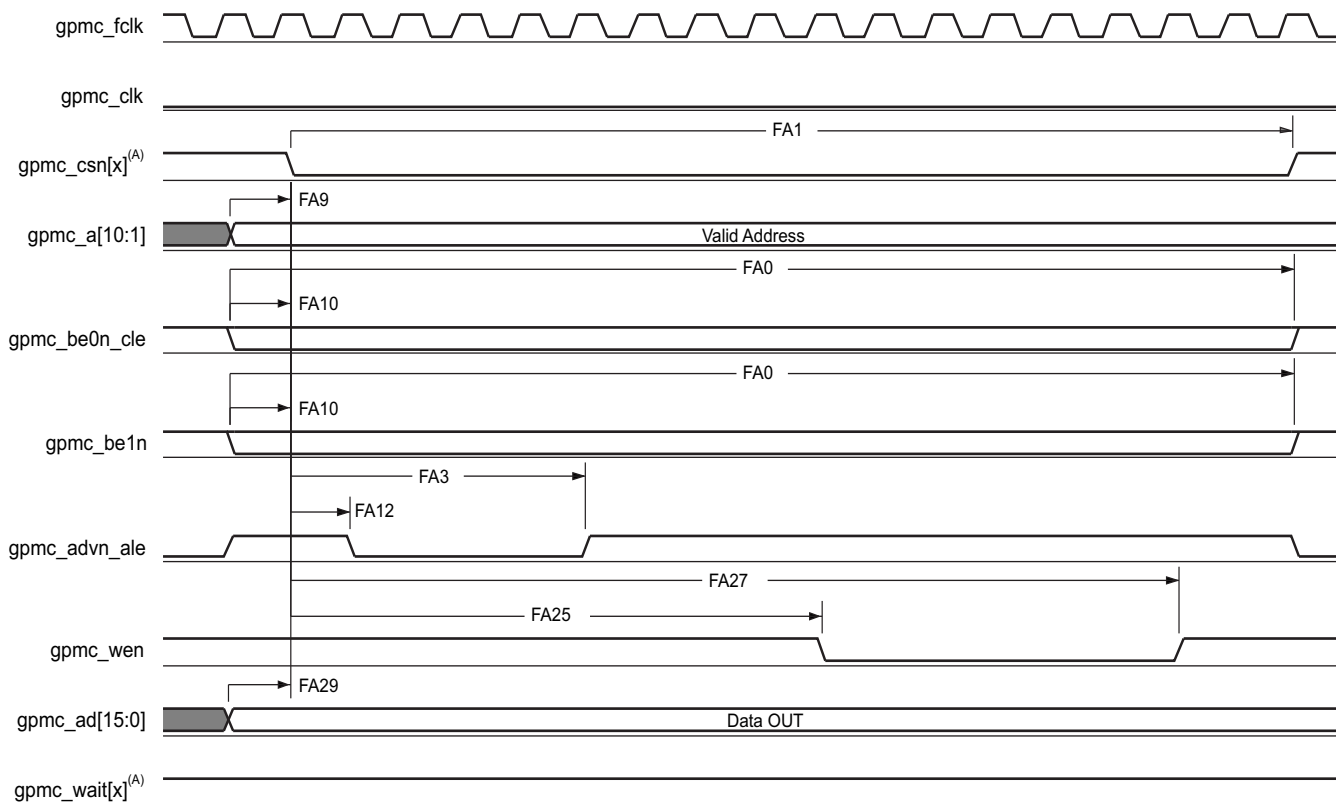 gpmc_fclk
gpmc_clk
FA1
gpmc_csn[x](A)
FA9
gpmc_a[10:1]
Valid Address
FA0
FA10
gpmc_be0n_cle
FA0
FA10
gpmc_be1n
FA3
FA12
gpmc_advn_ale
FA27
FA25
gpmc_wen
FA29
gpmc_ad[15:0]
Data OUT
gpmc_wait[x](A)